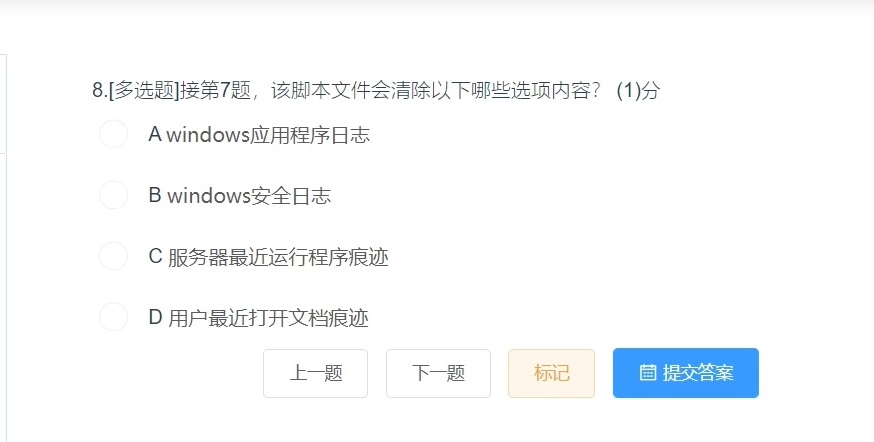 8.[多选题]接第7题，该脚本文件会清除以下哪些选项内容？ (1)分
A windows应用程序日志
B windows安全日志
C 服务器最近运行程序痕迹
D 用户最近打开文档痕迹
上一题 下一题 标记 提交答案